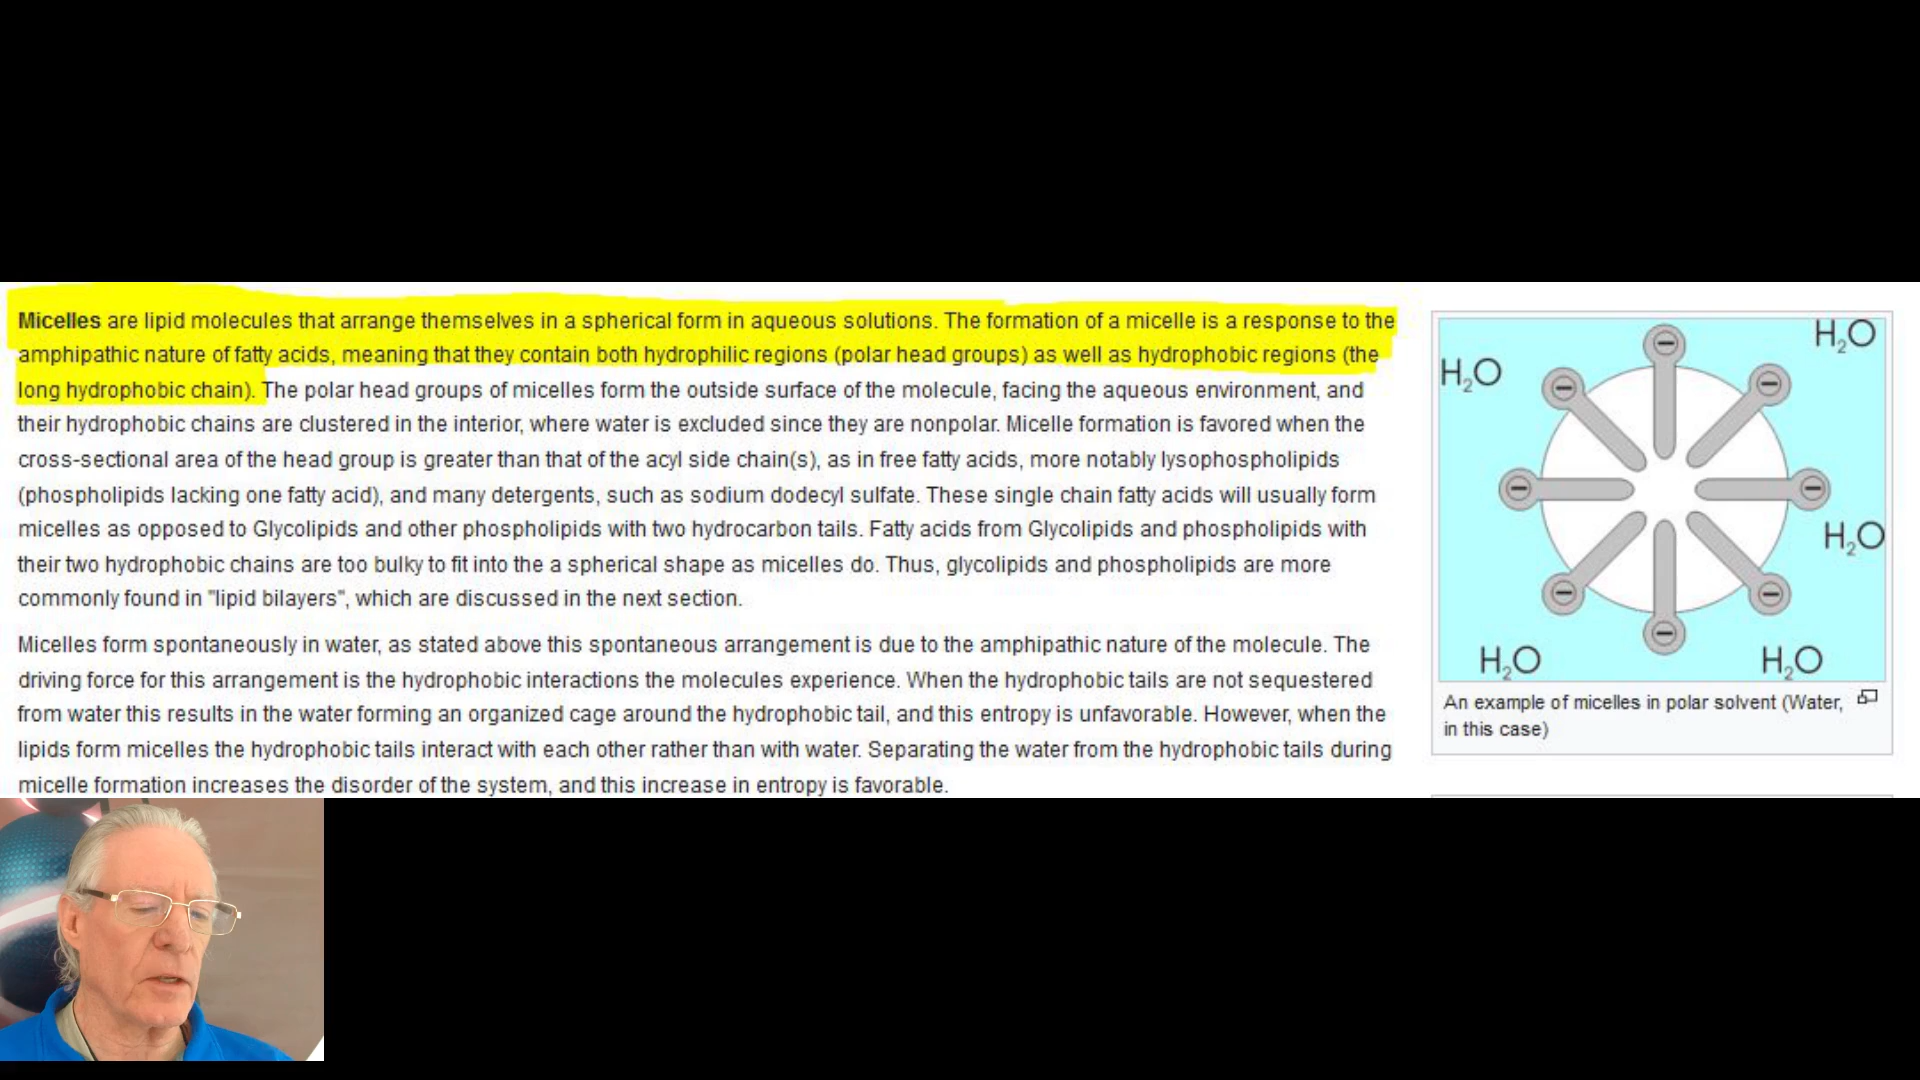 Micelles are lipid molecules that arrange themselves in a spherical form in aqueous solutions. The formation of a micelle is a response to the
amphipathic nature of fatty acids, meaning that they contain both hydrophilic regions (polar head groups) as well as hydrophobic regions (the
long hydrophobic chain). The polar head groups of micelles form the outside surface of the molecule, facing the aqueous environment, and
their hydrophobic chains are clustered in the interior, where water is excluded since they are nonpolar. Micelle formation is favored when the
cross-sectional area of the head group is greater than that of the acyl side chain(s), as in free fatty acids, more notably lysophospholipids
(phospholipids lacking one fatty acid), and many detergents, such as sodium dodecyl sulfate. These single chain fatty acids will usually form
micelles as opposed to Glycolipids and other phospholipids with two hydrocarbon tails. Fatty acids from Glycolipids and phospholipids with
their two hydrophobic chains are too bulky to fit into the a spherical shape as micelles do. Thus, glycolipids and phospholipids are more
commonly found in "lipid bilayers", which are discussed in the next section.
Micelles form spontaneously in water, as stated above this spontaneous arrangement is due to the amphipathic nature of the molecule. The
driving force for this arrangement is the hydrophobic interactions the molecules experience. When the hydrophobic tails are not sequestered
from water this results in the water forming an organized cage around the hydrophobic tail, and this entropy is unfavorable. However, when the
lipids form micelles the hydrophobic tails interact with each other rather than with water. Separating the water from the hydrophobic tails during
micelle formation increases the disorder of the system, and this increase in entropy is favorable.
H₂O
H₂O
H₂O
H₂O
H₂O
An example of micelles in polar solvent (Water,
in this case)